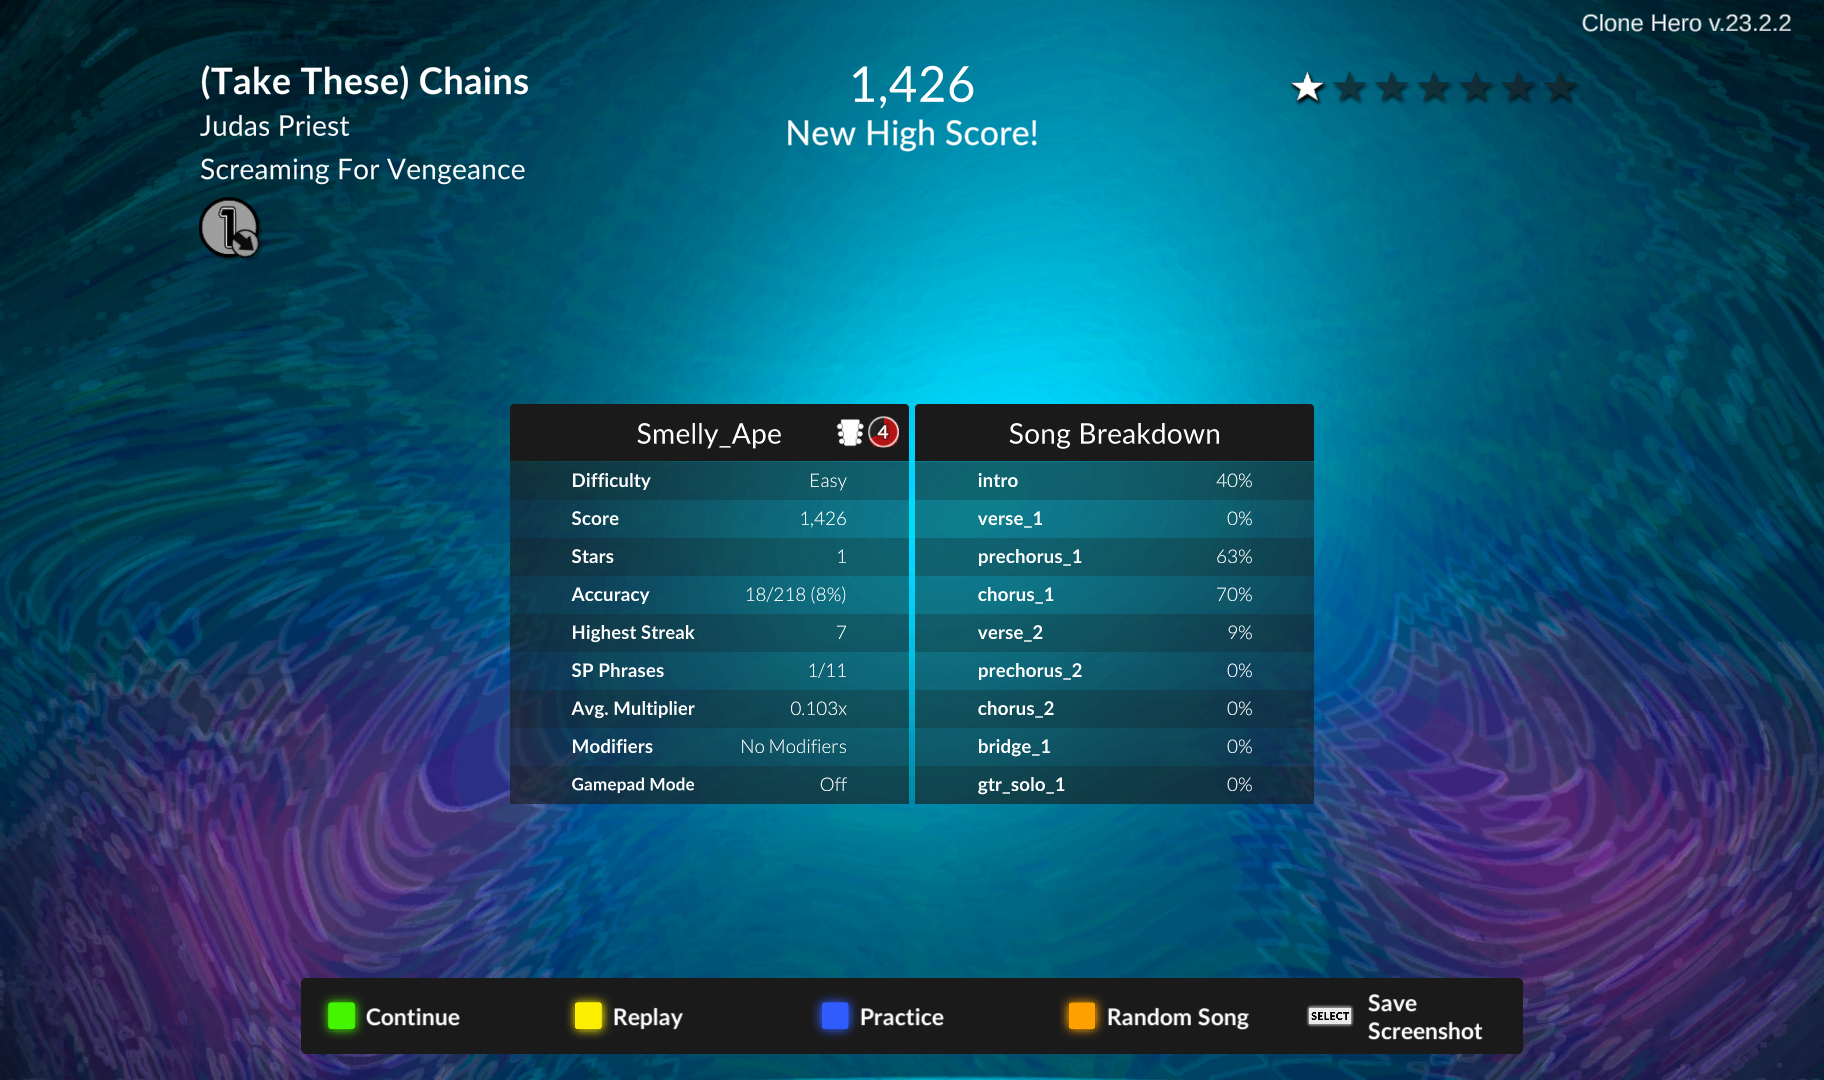 Clone Hero v.23.2.2
(Take These) Chains
Judas Priest
Screaming For Vengeance
1
1,426
New High Score!
Smelly_Ape 4
Difficulty Easy
Score 1,426
Stars 1
Accuracy 18/218 (8%)
Highest Streak 7
SP Phrases 1/11
Avg. Multiplier 0.103x
Modifiers No Modifiers
Gamepad Mode Off
Song Breakdown
intro 40%
verse_1 0%
prechorus_1 63%
chorus_1 70%
verse_2 9%
prechorus_2 0%
chorus_2 0%
bridge_1 0%
gtr_solo_1 0%
Continue
Replay
Practice
Random Song
SELECT
Save
Screenshot